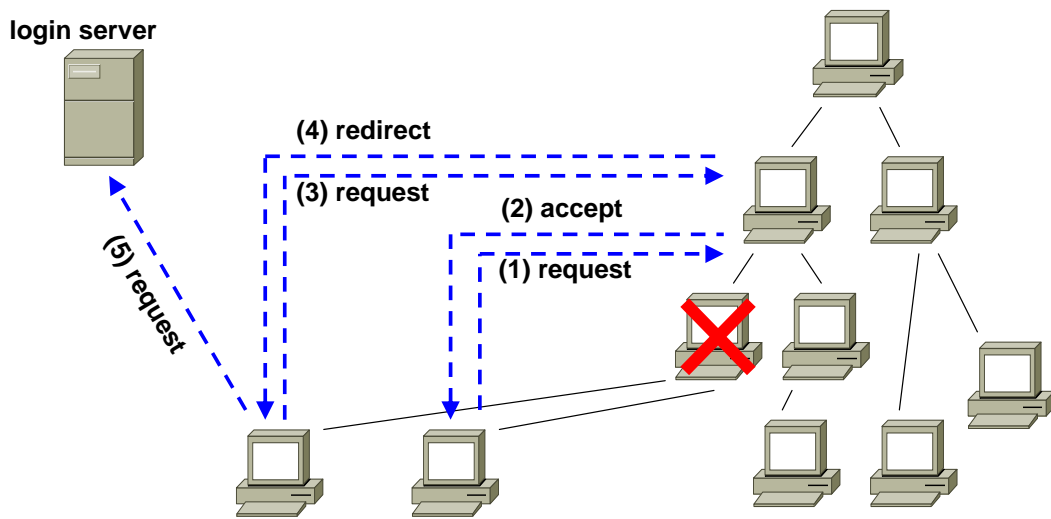 login server
(4) redirect
(3) request
(2) accept
(1) request
(5) request